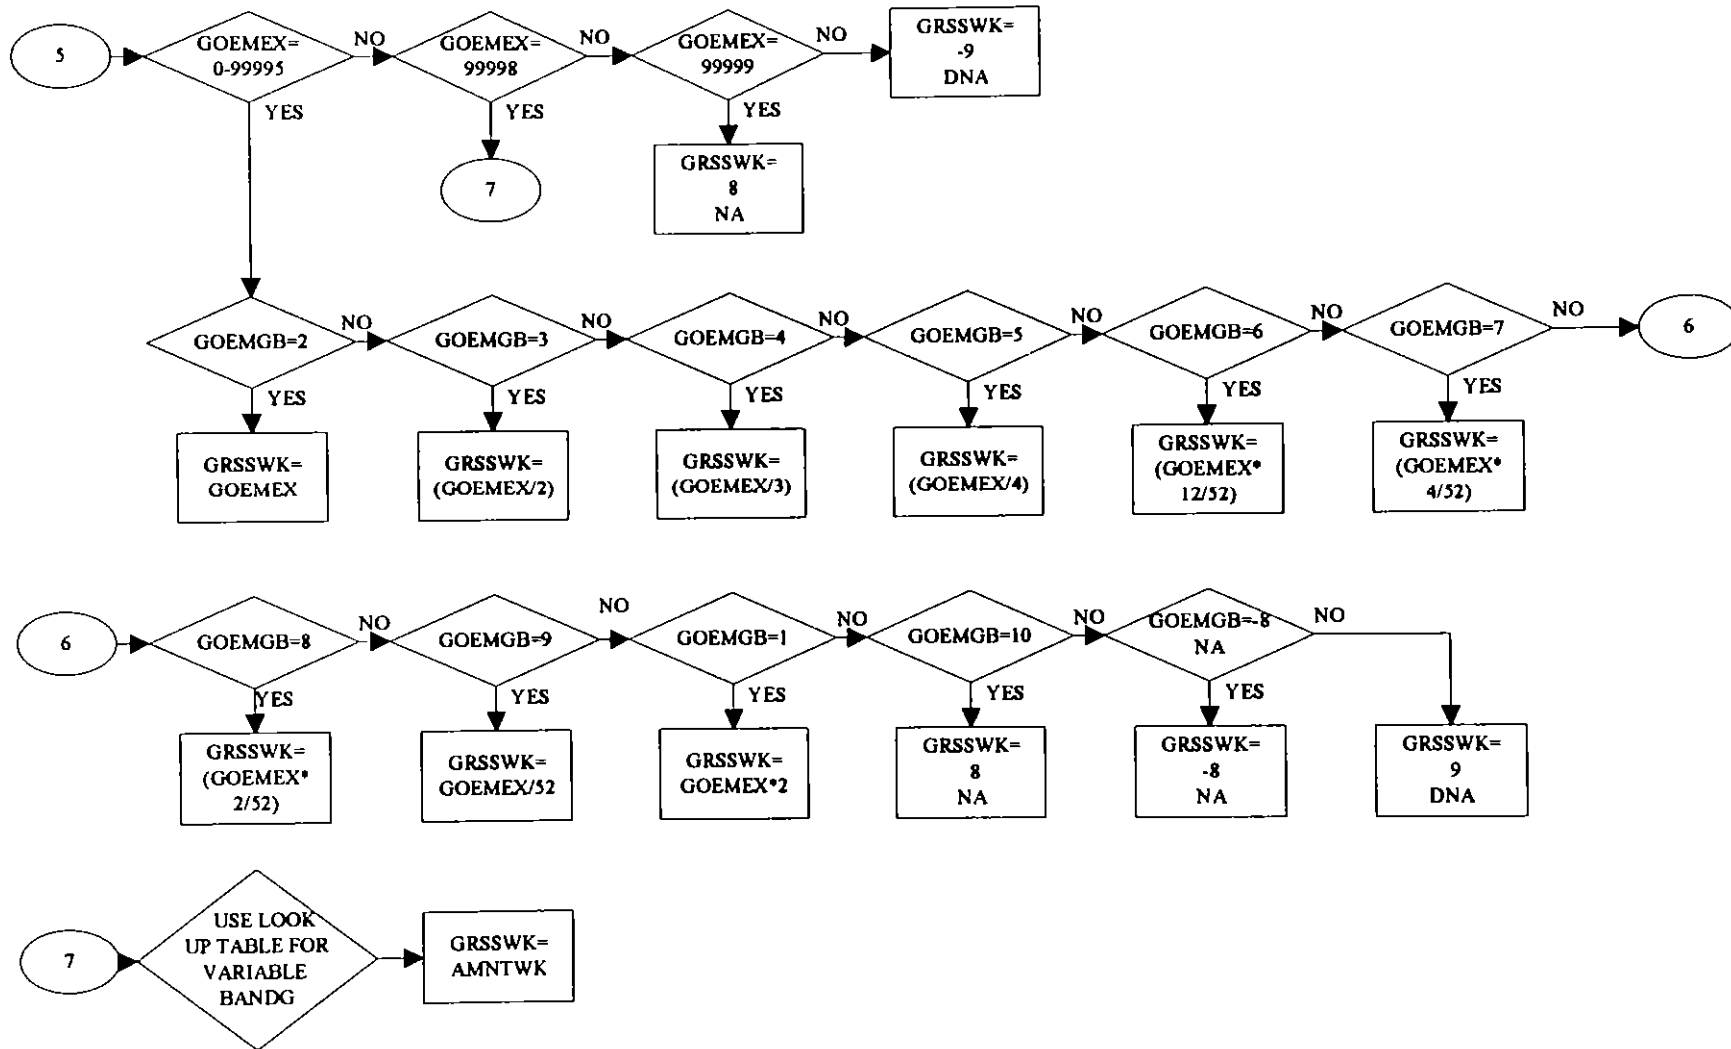 5
GOEMEX=
0-99995
NO
GOEMEX=
99998
NO
GOEMEX=
99999
NO
GRSSWK=
-9
DNA
YES
YES
YES
7
GRSSWK=
8
NA
GOEMGB=2
NO
GOEMGB=3
NO
GOEMGB=4
NO
GOEMGB=5
NO
GOEMGB=6
NO
GOEMGB=7
NO
6
YES
YES
YES
YES
YES
YES
GRSSWK=
GOEMEX
GRSSWK=
(GOEMEX/2)
GRSSWK=
(GOEMEX/3)
GRSSWK=
(GOEMEX/4)
GRSSWK=
(GOEMEX*
12/52)
GRSSWK=
(GOEMEX*
4/52)
6
GOEMGB=8
NO
GOEMGB=9
NO
GOEMGB=1
NO
GOEMGB=10
NO
GOEMGB=-8
NA
NO
YES
YES
YES
YES
YES
GRSSWK=
(GOEMEX*
2/52)
GRSSWK=
GOEMEX/52
GRSSWK=
GOEMEX*2
GRSSWK=
8
NA
GRSSWK=
-8
NA
GRSSWK=
9
DNA
7
USE LOOK
UP TABLE FOR
VARIABLE
BANDG
GRSSWK=
AMNTWK